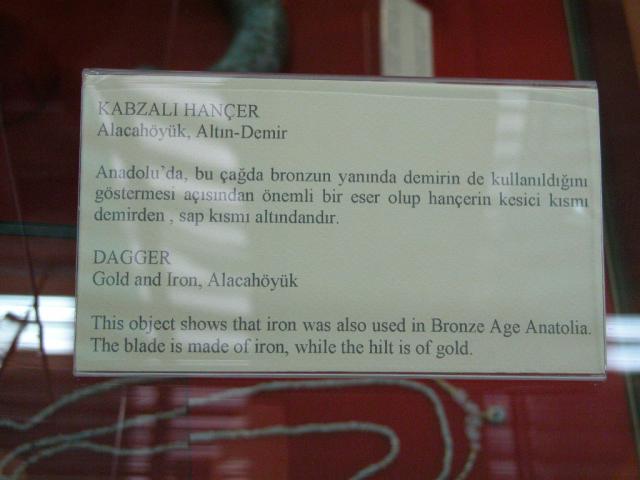 KABZALI HANÇER
Alacahöyük, Altın-Demir
Anadolu'da, bu çağda bronzun yanında demirin de kullanıldığını
göstermesi açısından önemli bir eser olup hançerin kesici kısmı
demirden , sap kısmı altındandır.
DAGGER
Gold and Iron, Alacahöyük
This object shows that iron was also used in Bronze Age Anatolia.
The blade is made of iron, while the hilt is of gold.